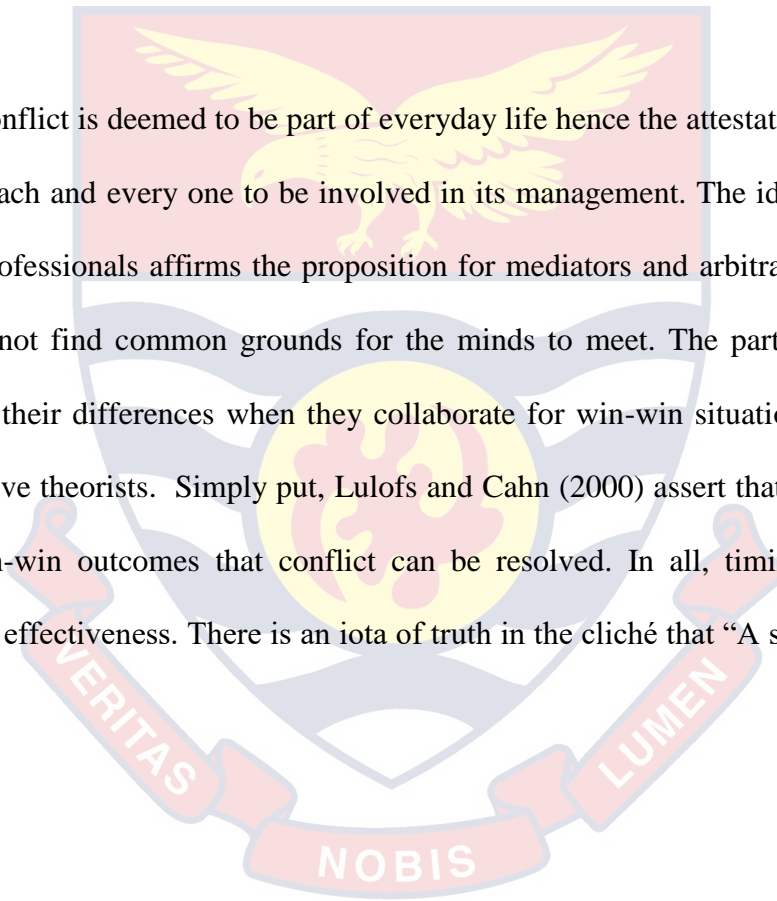 onflict is deemed to be part of everyday life hence the attestat
ach and every one to be involved in its management. The id
ofessionals affirms the proposition for mediators and arbitra
not find common grounds for the minds to meet. The part
their differences when they collaborate for win-win situatio
ve theorists. Simply put, Lulofs and Cahn (2000) assert that
n-win outcomes that conflict can be resolved. In all, timi
effectiveness. There is an iota of truth in the cliché that “A s
VERITAS
NOBIS
LUMEN